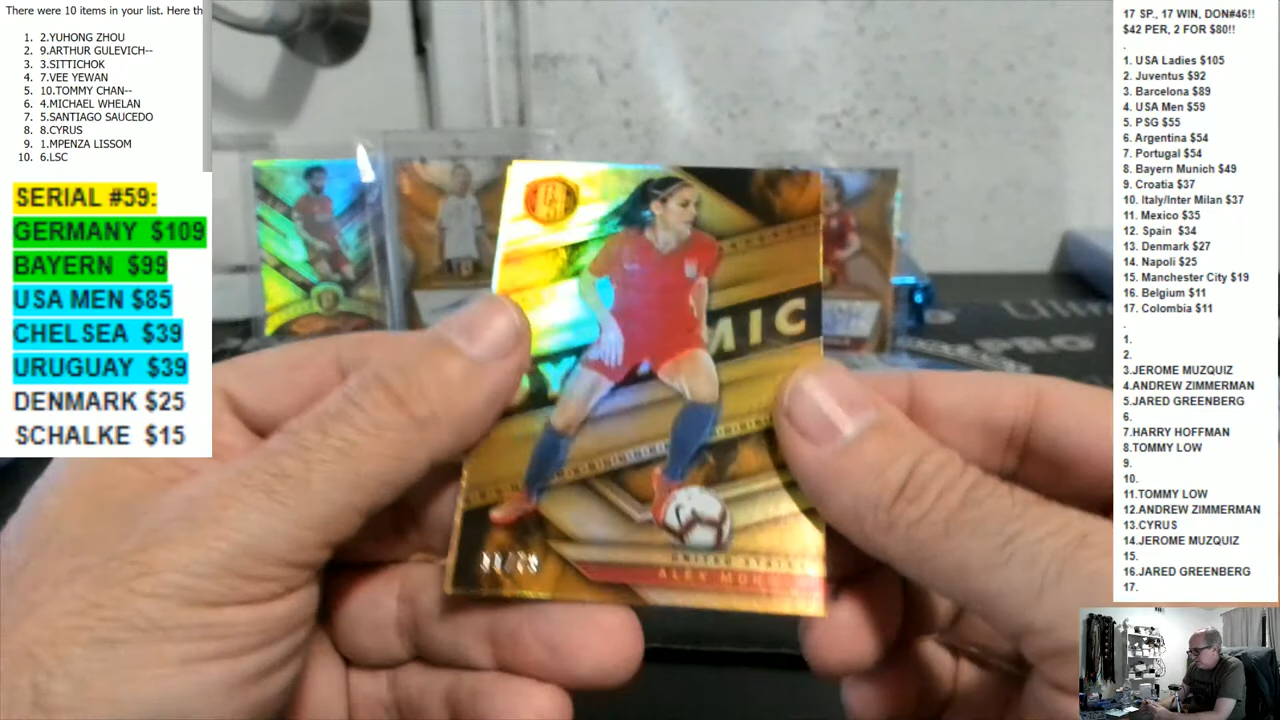 There were 10 items in your list. Here th
1. 2.YUHONG ZHOU
2. 9.ARTHUR GULEVICH--
3. 3.SITTICHOK
4. 7.VEE YEWAN
5. 10.TOMMY CHAN--
6. 4.MICHAEL WHELAN
7. 5.SANTIAGO SAUCEDO
8. 8.CYRUS
9. 1.MPENZA LISSOM
10. 6.LSC
SERIAL #59:
GERMANY $109
BAYERN $99
USA MEN $85
CHELSEA $39
URUGUAY $39
DENMARK $25
SCHALKE $15
MIC
UNITED STATES
ALEX MOR
17 SP., 17 WIN, DON#46!!
$42 PER, 2 FOR $80!!
.
1. USA Ladies $105
2. Juventus $92
3. Barcelona $89
4. USA Men $59
5. PSG $55
6. Argentina $54
7. Portugal $54
8. Bayern Munich $49
9. Croatia $37
10. Italy/Inter Milan $37
11. Mexico $35
12. Spain $34
13. Denmark $27
14. Napoli $25
15. Manchester City $19
16. Belgium $11
17. Colombia $11
.
1.
2.
3.JEROME MUZQUIZ
4.ANDREW ZIMMERMAN
5.JARED GREENBERG
6.
7.HARRY HOFFMAN
8.TOMMY LOW
9.
10.
11.TOMMY LOW
12.ANDREW ZIMMERMAN
13.CYRUS
14.JEROME MUZQUIZ
15.
16.JARED GREENBERG
17.